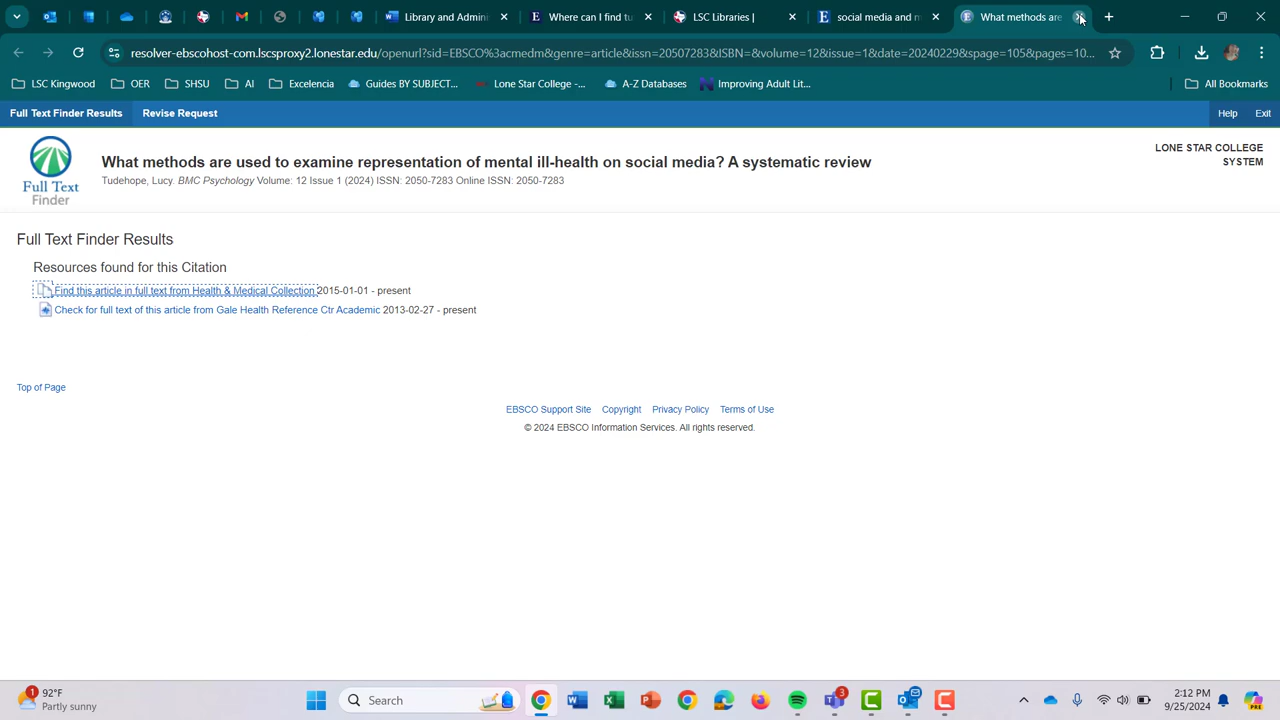 Library and Admini
Where can I find tu
LSC Libraries |
social media and m
What methods are
resolver-ebscohost-com.lcsproxy2.lonestar.edu/openurl?sid=EBSCO%3acmedm&genre=article&issn=20507283&ISBN=&volume=12&issue=1&date=20240229&spage=105&pages=10...
LSC Kingwood
OER
SHSU
AI
Excelencia
Guides BY SUBJECT...
Lone Star College -...
A-Z Databases
Improving Adult Lit...
All Bookmarks
Full Text Finder Results
Revise Request
Help
Exit
Full Text
Finder
What methods are used to examine representation of mental ill-health on social media? A systematic review
Tudehope, Lucy. BMC Psychology Volume: 12 Issue 1 (2024) ISSN: 2050-7283 Online ISSN: 2050-7283
LONE STAR COLLEGE
SYSTEM
Full Text Finder Results
Resources found for this Citation
Find this article in full text from Health & Medical Collection 2015-01-01 - present
Check for full text of this article from Gale Health Reference Ctr Academic 2013-02-27 - present
Top of Page
EBSCO Support Site Copyright Privacy Policy Terms of Use
© 2024 EBSCO Information Services. All rights reserved.
1
92°F
Partly sunny
Search
3
2:12 PM
9/25/2024
PRE